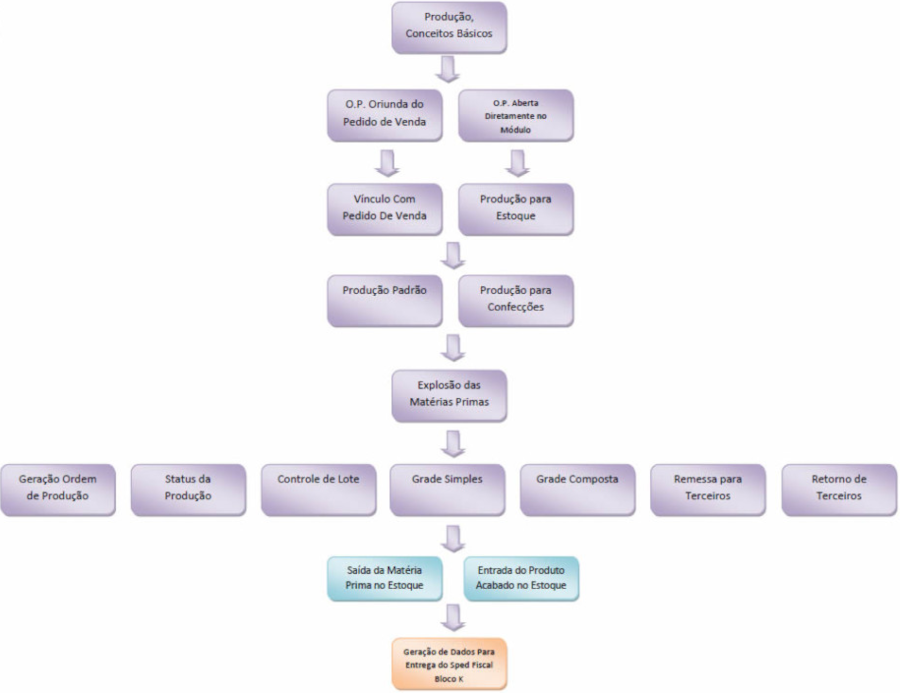 Produção,
Conceitos Básicos
O.P. Oriunda do
Pedido de Venda
O.P. Aberta
Diretamente no
Módulo
Vínculo Com
Pedido De Venda
Produção para
Estoque
Produção Padrão
Produção para
Confecções
Explosão das
Matérias Primas
Geração Ordem
de Produção
Status da
Produção
Controle de Lote
Grade Simples
Grade Composta
Remessa para
Terceiros
Retorno de
Terceiros
Saída da Matéria
Prima no Estoque
Entrada do Produto
Acabado no Estoque
Geração de Dados Para
Entrega do Sped Fiscal
Bloco K